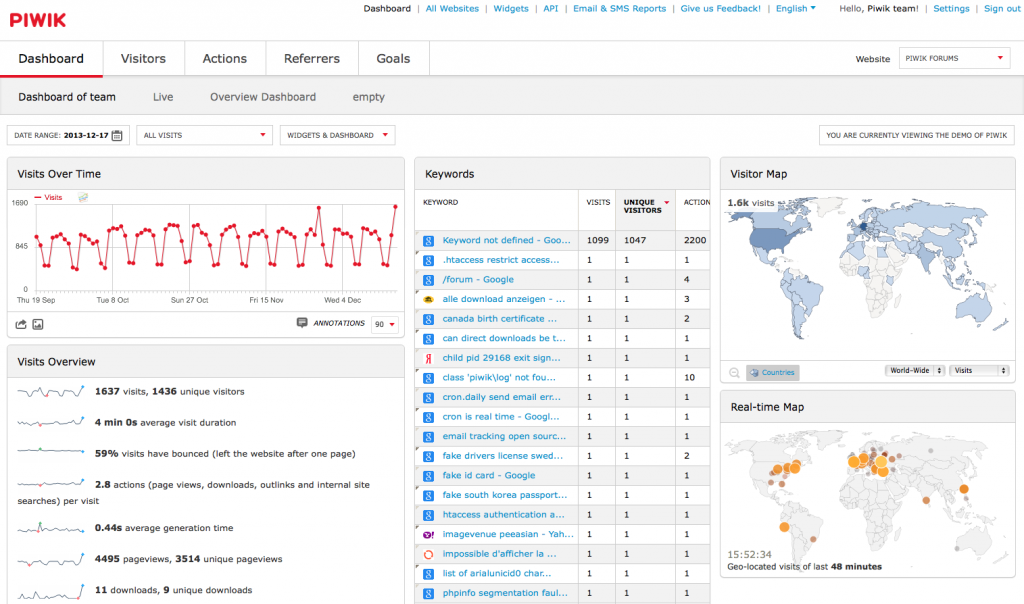 PIWIK
Dashboard | All Websites | Widgets | API | Email & SMS Reports | Give us Feedback! | English Hello, Piwik team! | Settings | Sign out
Dashboard Visitors Actions Referrers Goals
Website PIWIK FORUMS
Dashboard of team Live Overview Dashboard empty
DATE RANGE: 2013-12-17 ALL VISITS WIDGETS & DASHBOARD
YOU ARE CURRENTLY VIEWING THE DEMO OF PIWIK
Visits Over Time
Visits
1690
845
0
Thu 19 Sep Tue 8 Oct Sun 27 Oct Fri 15 Nov Wed 4 Dec
ANNOTATIONS 90
Visits Overview
1637 visits, 1436 unique visitors
4 min 0s average visit duration
59% visits have bounced (left the website after one page)
2.8 actions (page views, downloads, outlinks and internal site
searches) per visit
0.44s average generation time
4495 pageviews, 3514 unique pageviews
11 downloads, 9 unique downloads
Keywords
KEYWORD VISITS UNIQUE VISITORS ACTION
Keyword not defined - Goo... 1099 1047 2200
.htaccess restrict access... 1 1 1
/forum - Google 1 1 4
alle download anzeigen - ... 1 1 3
canada birth certificate ... 1 1 2
can direct downloads be t... 1 1 1
child pid 29168 exit sign... 1 1 1
class 'piwik\log' not fou... 1 1 10
cron.daily send email err... 1 1 1
cron is real time - Googl... 1 1 1
email tracking open sourc... 1 1 1
fake drivers license swed... 1 1 2
fake id card - Google 1 1 1
fake south korea passport... 1 1 1
htaccess authentication a... 1 1 1
imagevenue peeasian - Yah... 1 1 1
impossible d'afficher la ... 1 1 1
list of arialunicid0 char... 1 1 1
phpinfo segmentation faul... 1 1 1
Visitor Map
1.6k visits
Countries World-Wide Visits
Real-time Map
15:52:34
Geo-located visits of last 48 minutes